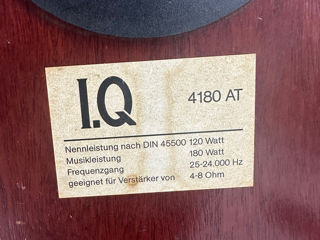 I.Q 4180 AT
Nennleistung nach DIN 45500 120 Watt
Musikleistung 180 Watt
Frequenzgang 25-24.000 Hz
geeignet für Verstärker von 4-8 Ohm